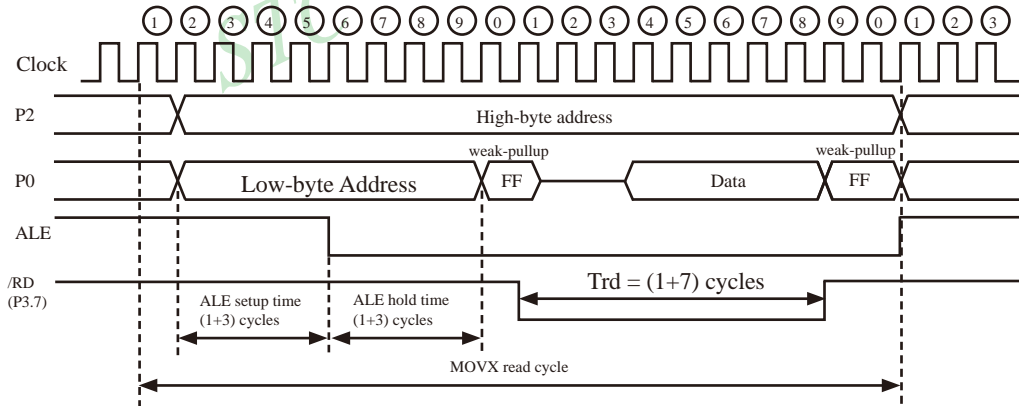 1 2 3 4 5 6 7 8 9 0 1 2 3 4 5 6 7 8 9 0 1 2 3
Clock
P2
High-byte address
weak-pullup
weak-pullup
P0
Low-byte Address
FF
Data
FF
ALE
/RD
(P3.7)
Trd = (1+7) cycles
ALE setup time
(1+3) cycles
ALE hold time
(1+3) cycles
MOVX read cycle
STC